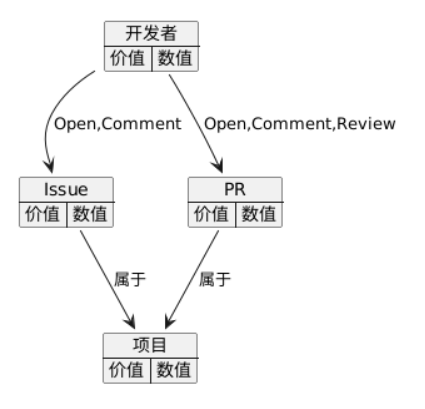 开发者
价值 数值
Open,Comment
Open,Comment,Review
Issue
价值 数值
PR
价值 数值
属于
属于
项目
价值 数值